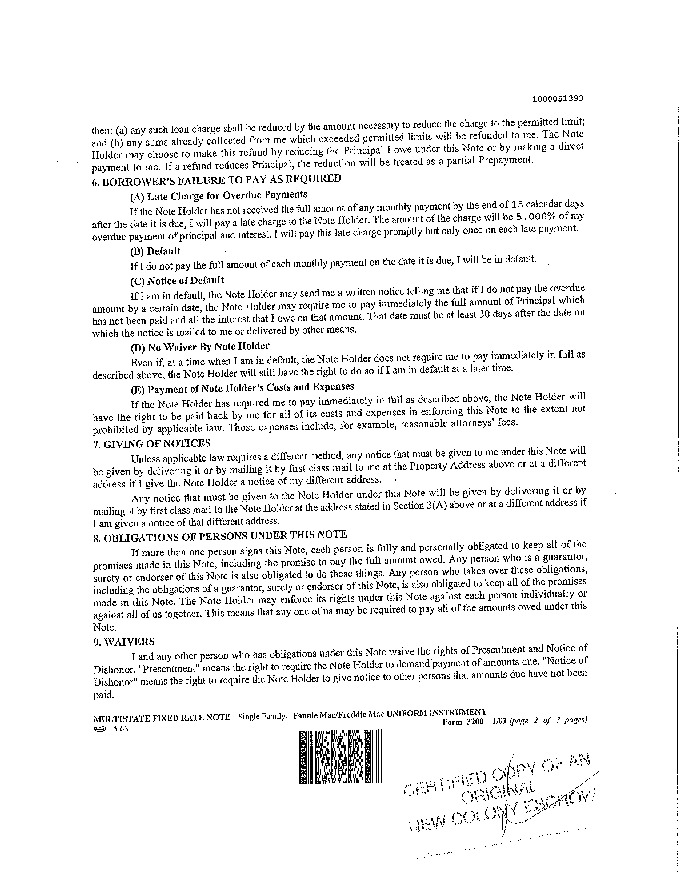 1000051393
then: (a) any such loan charge shall be reduced by the amount necessary to reduce the charge to the permitted limit;
and (b) any sums already collected from me which exceeded permitted limits will be refunded to me. The Note
Holder may choose to make this refund by reducing the Principal I owe under this Note or by making a direct
payment to me. If a refund reduces Principal, the reduction will be treated as a partial Prepayment.
6. BORROWER'S FAILURE TO PAY AS REQUIRED
(A) Late Charge for Overdue Payments
If the Note Holder has not received the full amount of any monthly payment by the end of 15 calendar days
after the date it is due, I will pay a late charge to the Note Holder. The amount of the charge will be 5.000% of my
overdue payment of principal and interest. I will pay this late charge promptly but only once on each late payment.
(B) Default
If I do not pay the full amount of each monthly payment on the date it is due, I will be in default.
(C) Notice of Default
If I am in default, the Note Holder may send me a written notice telling me that if I do not pay the overdue
amount by a certain date, the Note Holder may require me to pay immediately the full amount of Principal which
has not been paid and all the interest that I owe on that amount. That date must be at least 30 days after the date on
which the notice is mailed to me or delivered by other means.
(D) No Waiver By Note Holder
Even if, at a time when I am in default, the Note Holder does not require me to pay immediately in full as
described above, the Note Holder will still have the right to do so if I am in default at a later time.
(E) Payment of Note Holder's Costs and Expenses
If the Note Holder has required me to pay immediately in full as described above, the Note Holder will
have the right to be paid back by me for all of its costs and expenses in enforcing this Note to the extent not
prohibited by applicable law. Those expenses include, for example, reasonable attorneys' fees.
7. GIVING OF NOTICES
Unless applicable law requires a different method, any notice that must be given to me under this Note will
be given by delivering it or by mailing it by first class mail to me at the Property Address above or at a different
address if I give the Note Holder a notice of my different address.
Any notice that must be given to the Note Holder under this Note will be given by delivering it or by
mailing it by first class mail to the Note Holder at the address stated in Section 3(A) above or at a different address if
I am given a notice of that different address.
8. OBLIGATIONS OF PERSONS UNDER THIS NOTE
If more than one person signs this Note, each person is fully and personally obligated to keep all of the
promises made in this Note, including the promise to pay the full amount owed. Any person who is a guarantor,
surety or endorser of this Note is also obligated to do these things. Any person who takes over these obligations,
including the obligations of a guarantor, surety or endorser of this Note, is also obligated to keep all of the promises
made in this Note. The Note Holder may enforce its rights under this Note against each person individually or
against all of us together. This means that any one of us may be required to pay all of the amounts owed under this
Note.
9. WAIVERS
I and any other person who has obligations under this Note waive the rights of Presentment and Notice of
Dishonor. "Presentment" means the right to require the Note Holder to demand payment of amounts due. "Notice of
Dishonor" means the right to require the Note Holder to give notice to other persons that amounts due have not been
paid.
MULTISTATE FIXED RATE NOTE Single Family Fannie Mae/Freddie Mac UNIFORM INSTRUMENT
Form 3200 1/01 (page 2 of 3 pages)
CERTIFIED COPY OF AN
ORIGINAL
NEW COLONY ESCROW